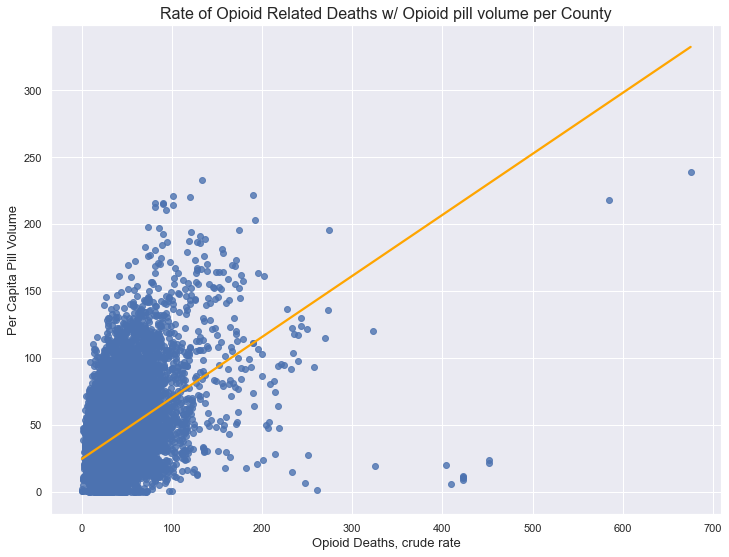 Rate of Opioid Related Deaths w/ Opioid pill volume per County
300
250
200
150
100
50
0
Per Capita Pill Volume
0 100 200 300 400 500 600 700
Opioid Deaths, crude rate